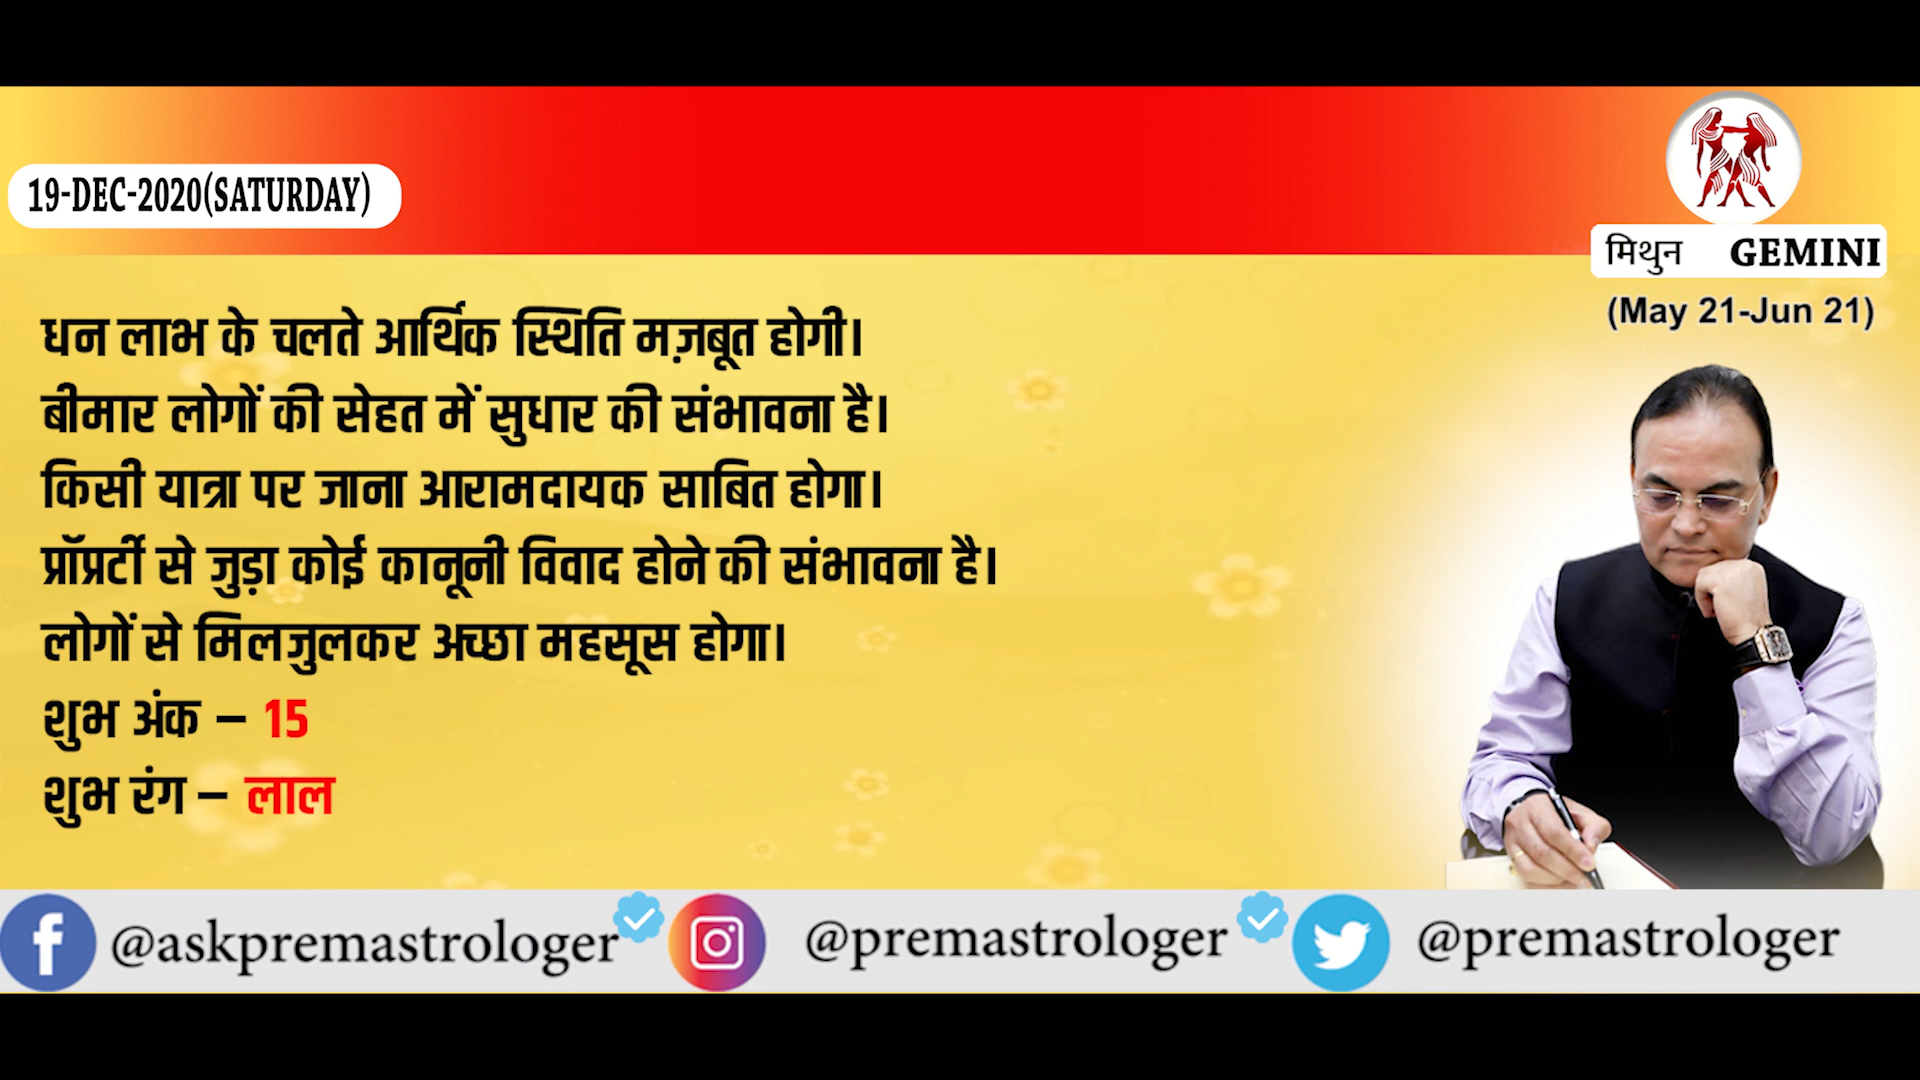 19-DEC-2020(SATURDAY)
मिथुन GEMINI
(May 21-Jun 21)
धन लाभ के चलते आर्थिक स्थिति मज़बूत होगी।
बीमार लोगों की सेहत में सुधार की संभावना है।
किसी यात्रा पर जाना आरामदायक साबित होगा।
प्रॉप्रर्टी से जुड़ा कोई कानूनी विवाद होने की संभावना है।
लोगों से मिलजुलकर अच्छा महसूस होगा।
शुभ अंक – 15
शुभ रंग – लाल
@askpremastrologer @premastrologer @premastrologer